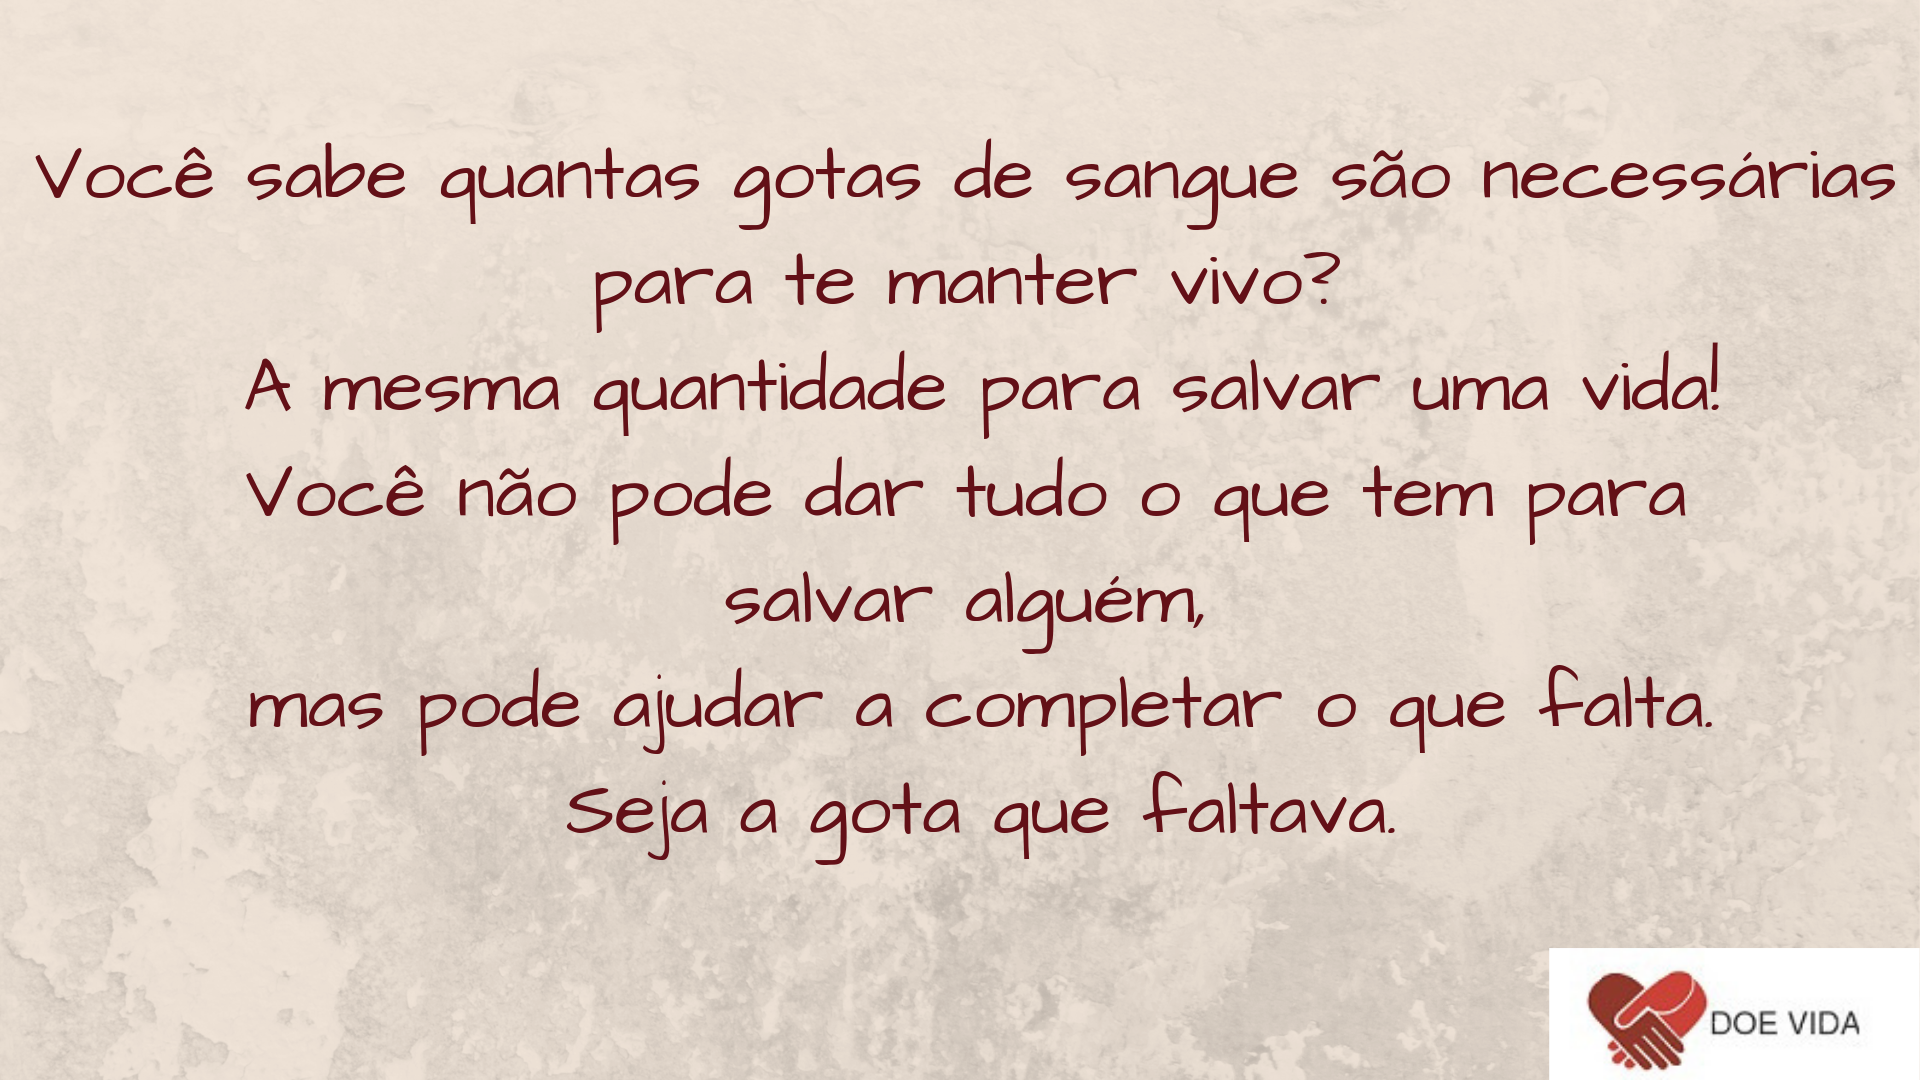 Você sabe quantas gotas de sangue são necessárias
para te manter vivo?
A mesma quantidade para salvar uma vida!
Você não pode dar tudo o que tem para
salvar alguém,
mas pode ajudar a completar o que falta.
Seja a gota que faltava.
DOE VIDA